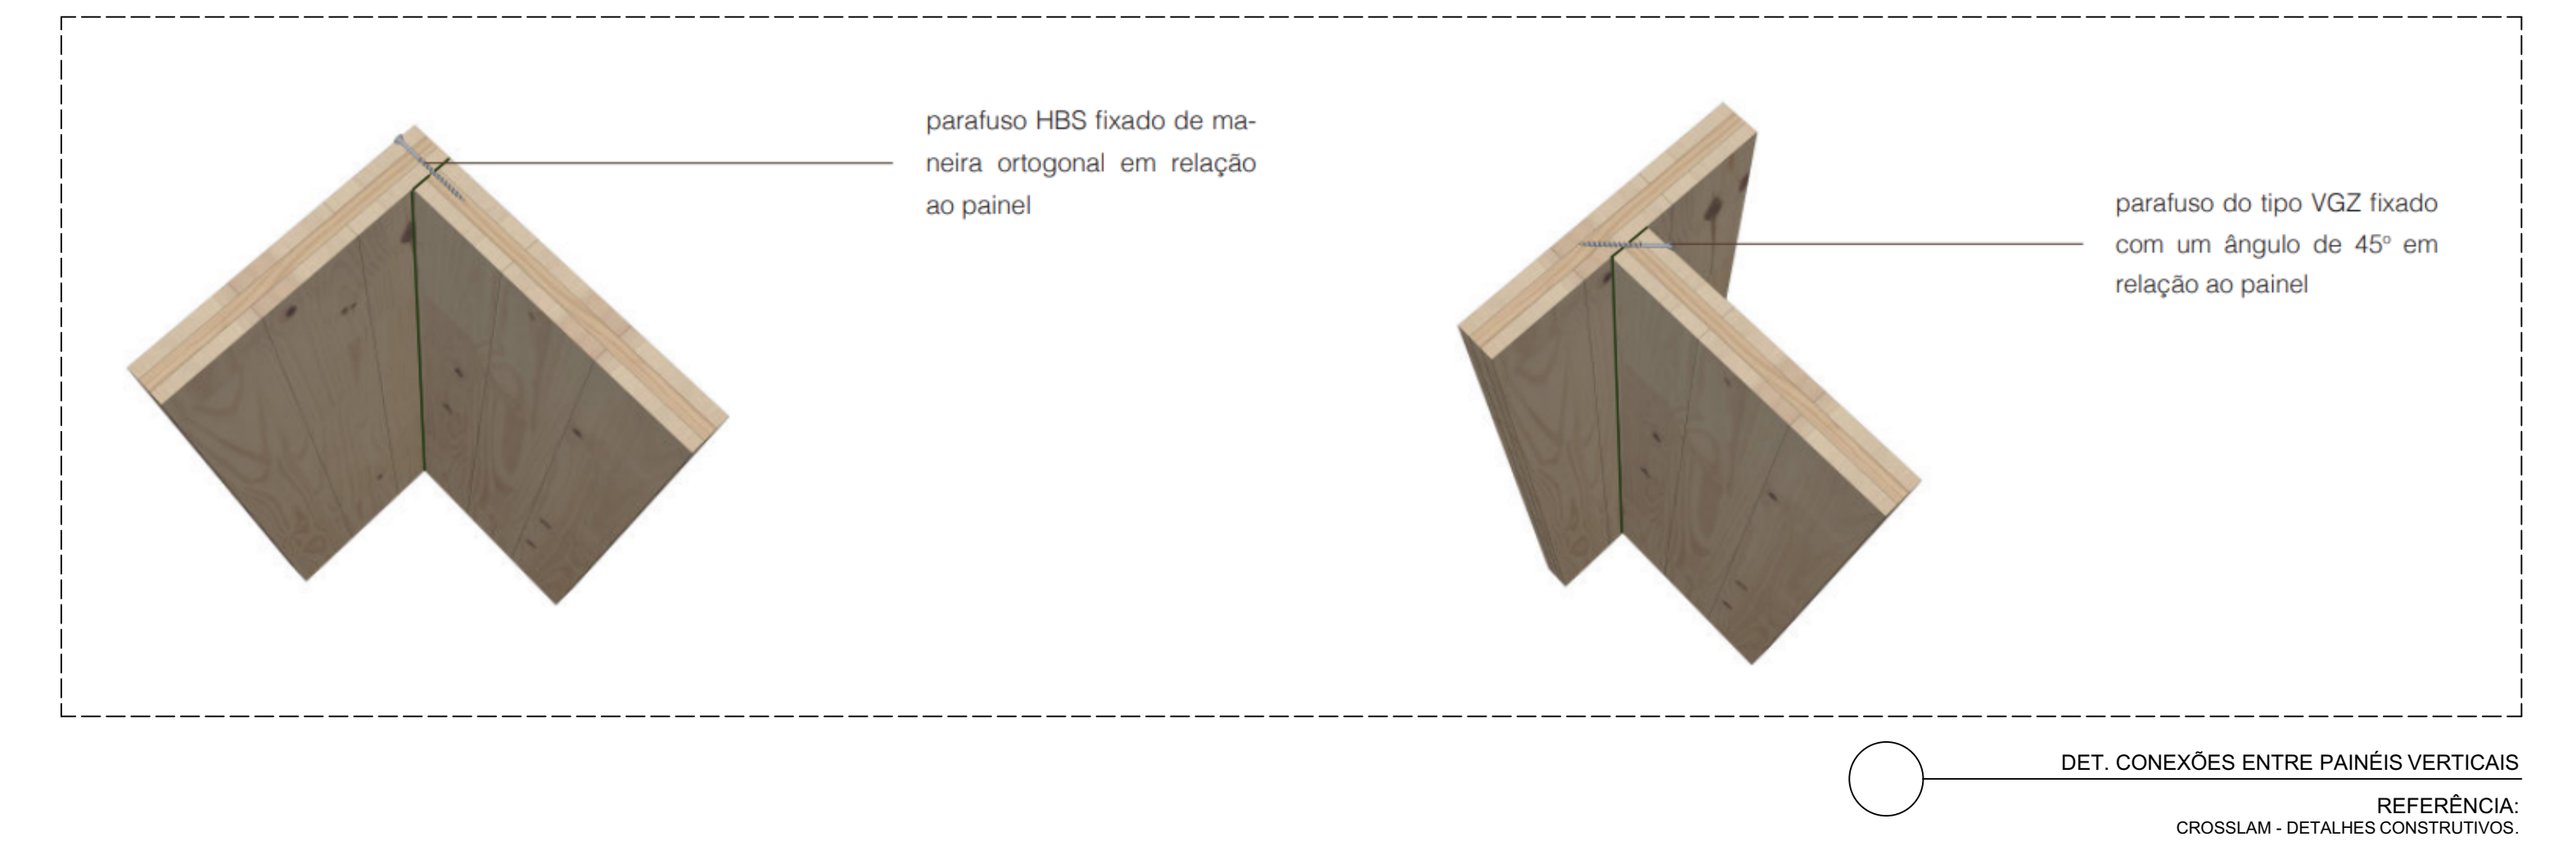 parafuso HBS fixado de ma-
neira ortogonal em relação
ao painel
parafuso do tipo VGZ fixado
com um ângulo de 45º em
relação ao painel
DET. CONEXÕES ENTRE PAINÉIS VERTICAIS
REFERÊNCIA:
CROSSLAM - DETALHES CONSTRUTIVOS.